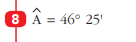 8 Â = 46° 25'